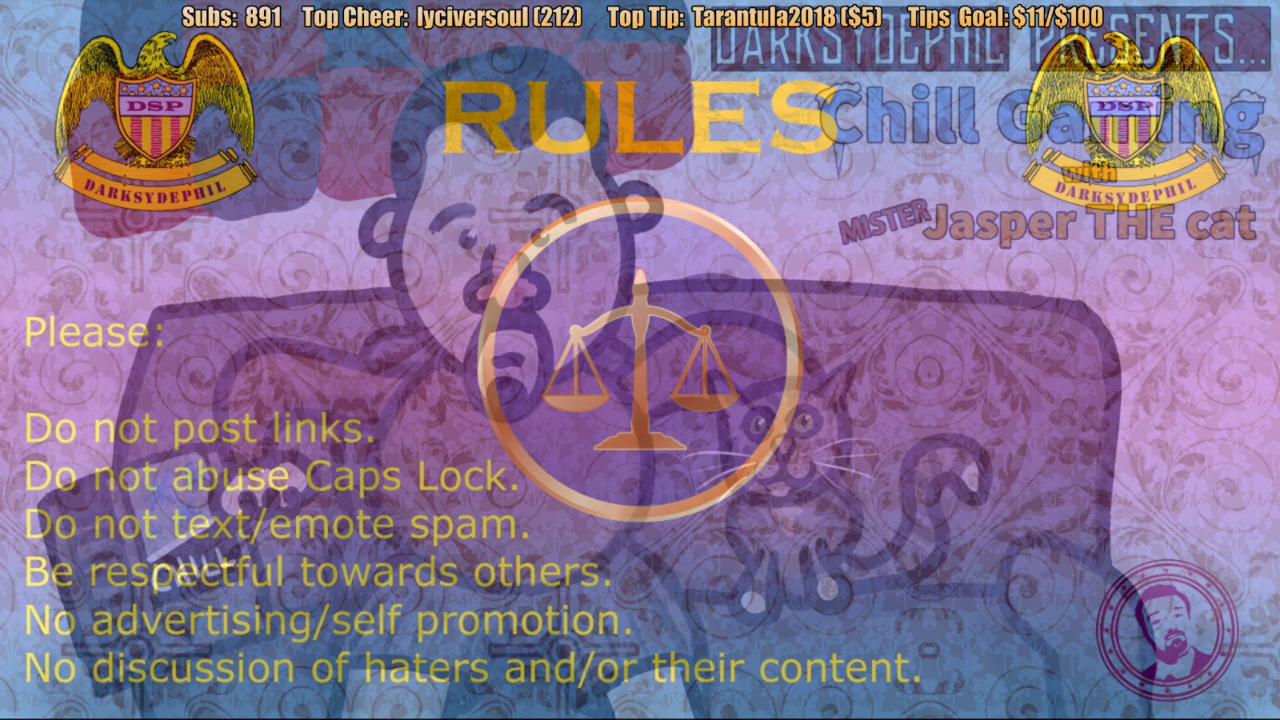 Subs: 891 Top Cheer: lyciversoul (212) Top Tip: Tarantula2018 ($5) Tips Goal: $11/$100
DARKSYDEPHIL PRESENTS...
RULES
Chill Gaming
with
MISTER Jasper THE cat
DSP
DARKSYDEPHIL
DSP
DARKSYDEPHIL
Please:
Do not post links.
Do not abuse Caps Lock.
Do not text/emote spam.
Be respectful towards others.
No advertising/self promotion.
No discussion of haters and/or their content.